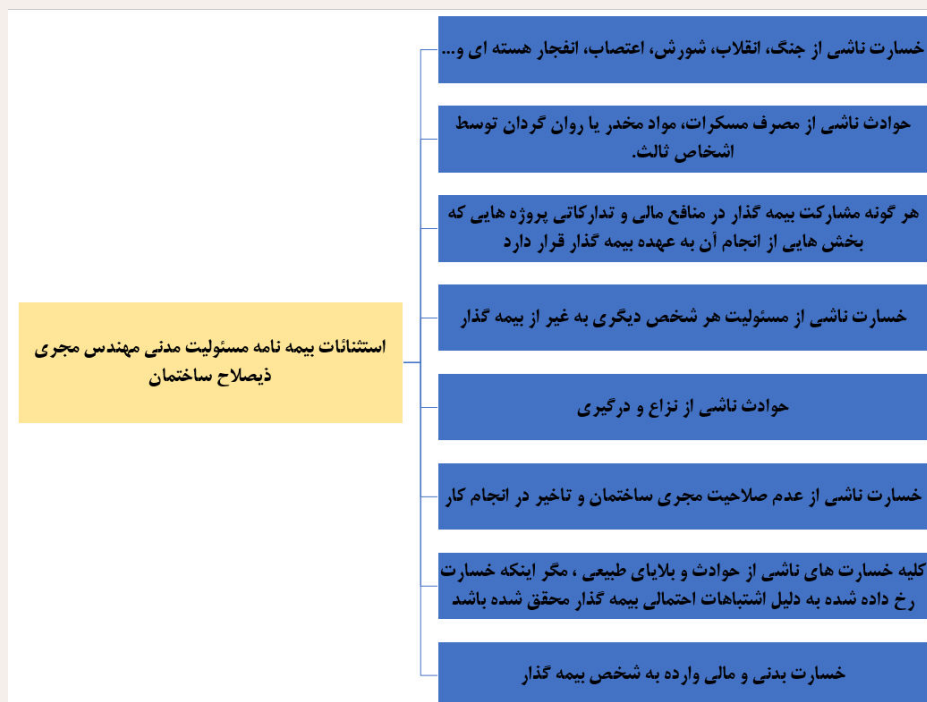 خسارت ناشی از جنگ، انقلاب، شورش، اعتصاب، انفجار هسته ای و...
حوادث ناشی از مصرف مسکرات، مواد مخدر یا روان گردان توسط
اشخاص ثالث.
هر گونه مشارکت بیمه گذار در منافع مالی و تدارکاتی پروژه هایی که
بخش هایی از انجام آن به عهده بیمه گذار قرار دارد
خسارت ناشی از مسئولیت هر شخص دیگری به غیر از بیمه گذار
استثنائات بیمه نامه مسئولیت مدنی مهندس مجری
ذیصلاح ساختمان
حوادث ناشی از نزاع و درگیری
خسارت ناشی از عدم صلاحیت مجری ساختمان و تاخیر در انجام کار
کلیه خسارت های ناشی از حوادث و بلایای طبیعی ، مگر اینکه خسارت
رخ داده شده به دلیل اشتباهات احتمالی بیمه گذار محقق شده باشد
خسارت بدنی و مالی وارده به شخص بیمه گذار